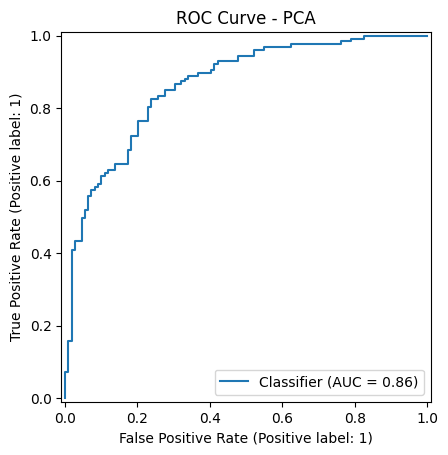 ROC Curve - PCA
True Positive Rate (Positive label: 1)
1.0
0.8
0.6
0.4
0.2
0.0
Classifier (AUC = 0.86)
0.0 0.2 0.4 0.6 0.8 1.0
False Positive Rate (Positive label: 1)